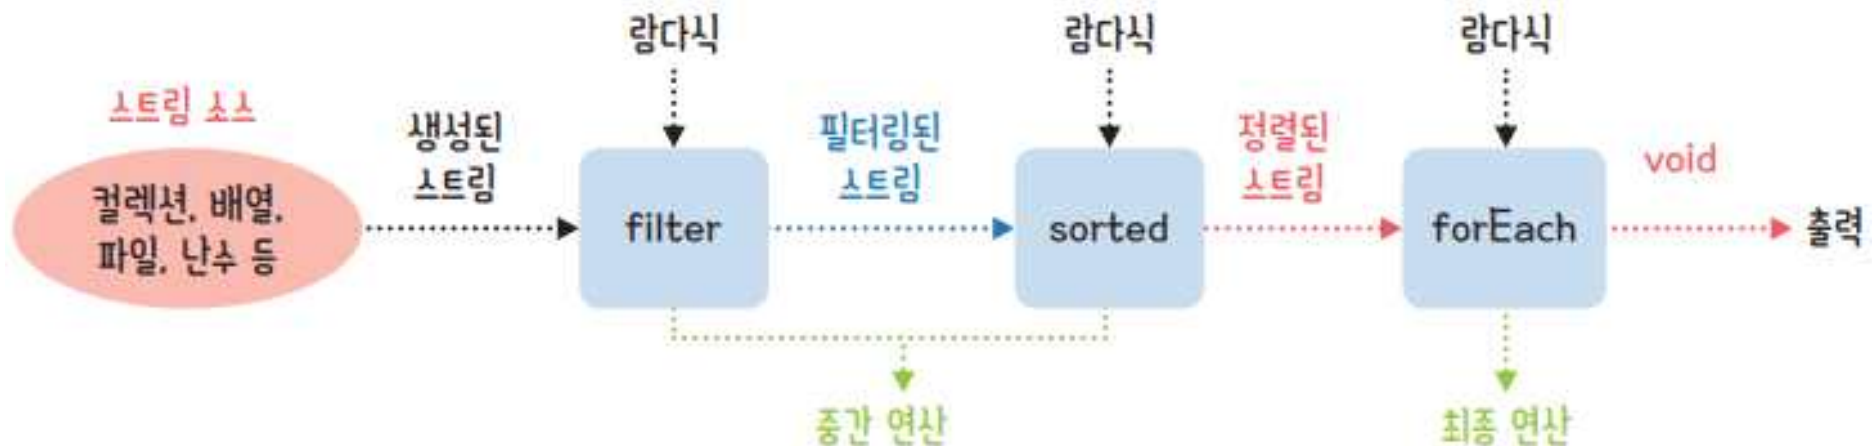 람다식
람다식
람다식
스트림 소스
컬렉션, 배열,
파일, 난수 등
생성된
스트림
filter
필터링된
스트림
sorted
정렬된
스트림
forEach
void
출력
중간 연산
최종 연산